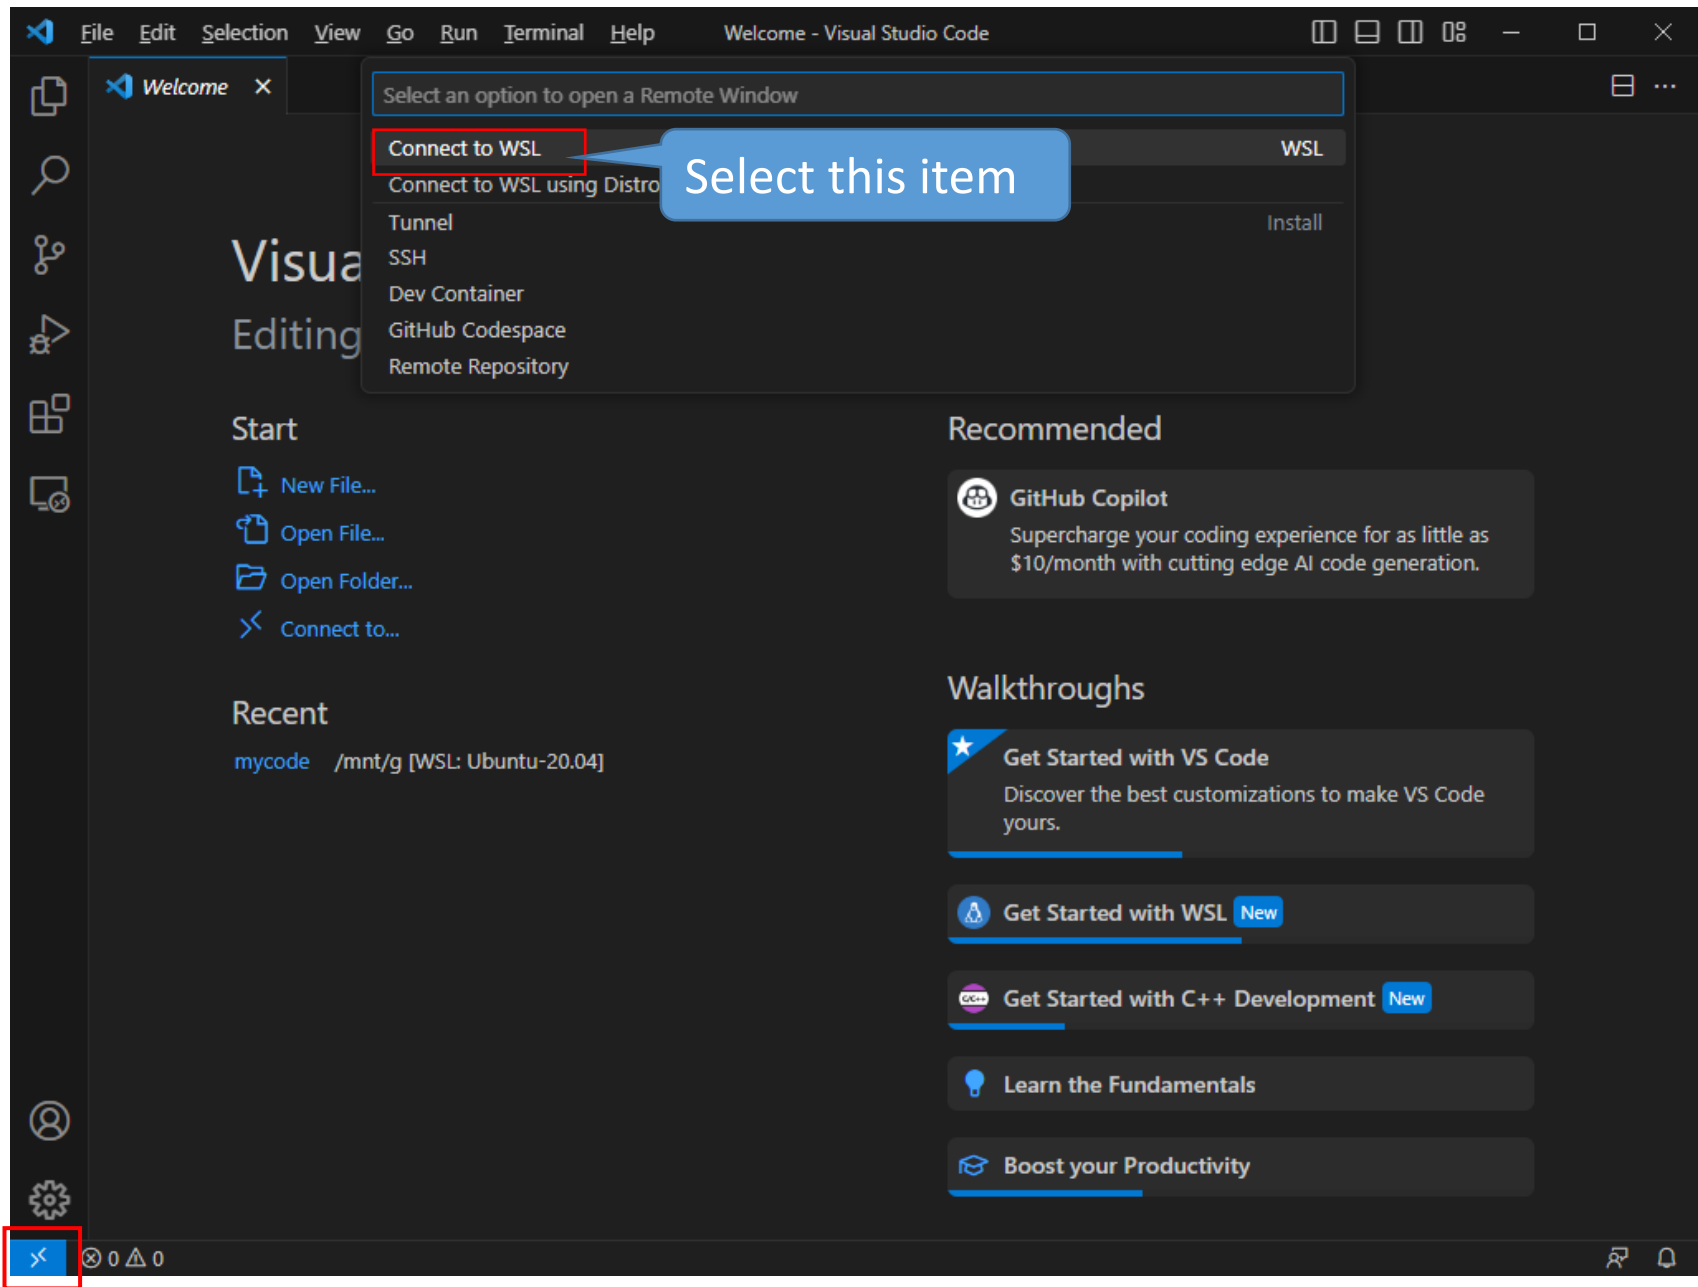 File Edit Selection View Go Run Terminal Help Welcome - Visual Studio Code
Welcome
Select an option to open a Remote Window
Connect to WSL WSL
Select this item
Connect to WSL using Distro
Tunnel Install
SSH
Dev Container
GitHub Codespace
Remote Repository
Visua
Editing
Start
New File...
Open File...
Open Folder...
Connect to...
Recent
mycode /mnt/g [WSL: Ubuntu-20.04]
Recommended
GitHub Copilot
Supercharge your coding experience for as little as
$10/month with cutting edge AI code generation.
Walkthroughs
Get Started with VS Code
Discover the best customizations to make VS Code
yours.
Get Started with WSL New
C/C++
Get Started with C++ Development New
Learn the Fundamentals
Boost your Productivity
0 0